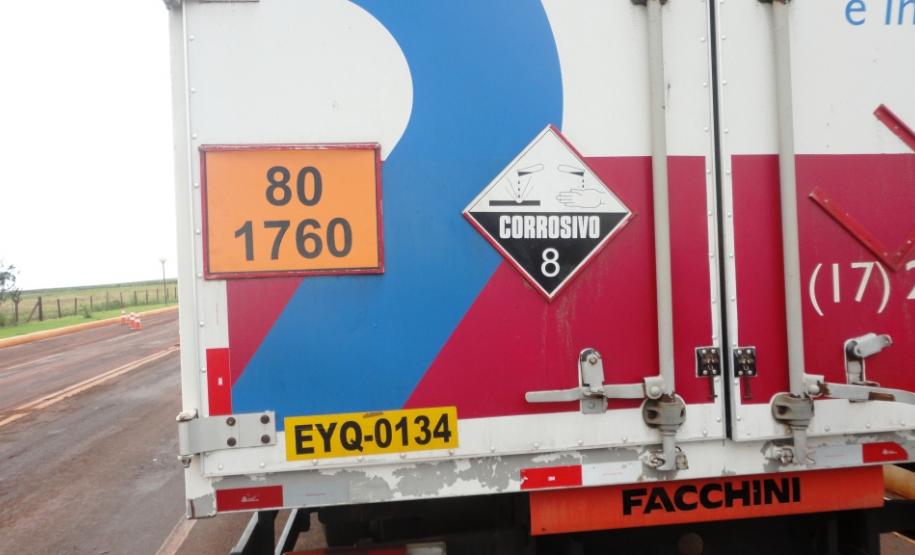 80
1760
CORROSIVO
8
(17)
EYQ-0134
FACCHiNI